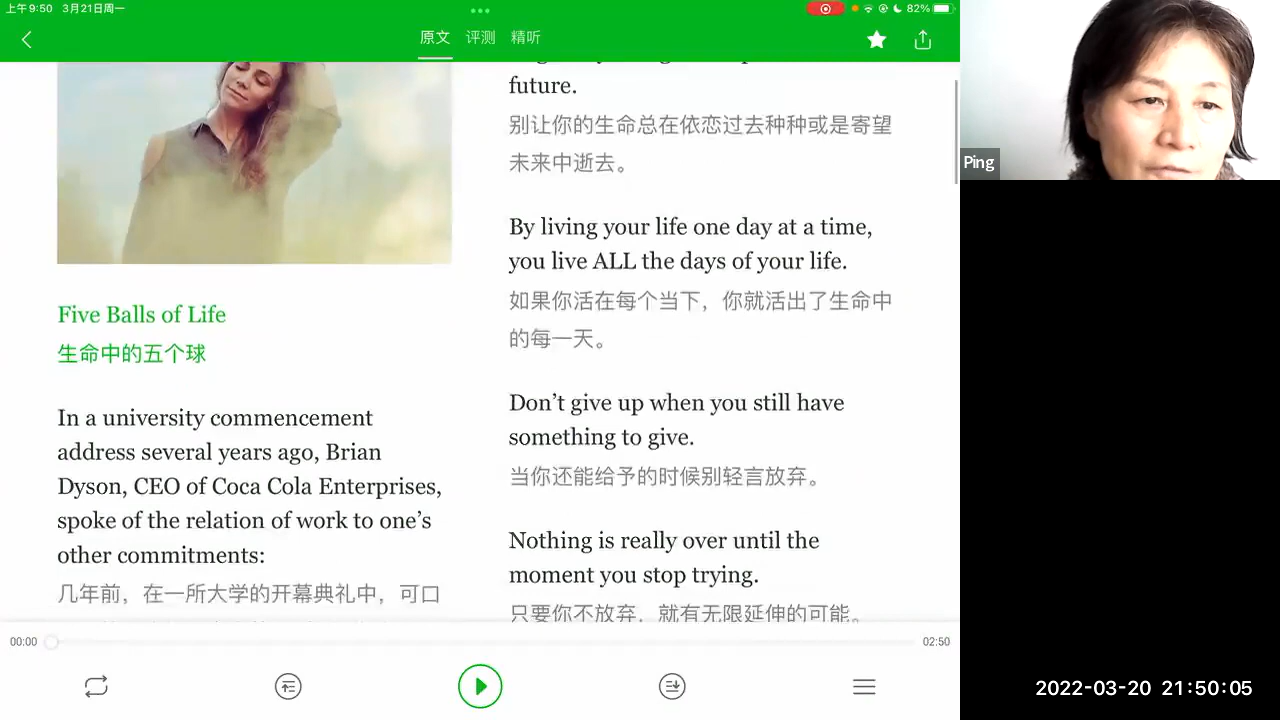 上午9:50 3月21日周一
82%
原文 评测 精听
Five Balls of Life
生命中的五个球
In a university commencement
address several years ago, Brian
Dyson, CEO of Coca Cola Enterprises,
spoke of the relation of work to one’s
other commitments:
几年前，在一所大学的开幕典礼中，可口
future.
别让你的生命总在依恋过去种种或是寄望
未来中逝去。
By living your life one day at a time,
you live ALL the days of your life.
如果你活在每个当下，你就活出了生命中
的每一天。
Don’t give up when you still have
something to give.
当你还能给予的时候别轻言放弃。
Nothing is really over until the
moment you stop trying.
只要你不放弃，就有无限延伸的可能。
00:00
02:50
Ping
2022-03-20 21:50:05